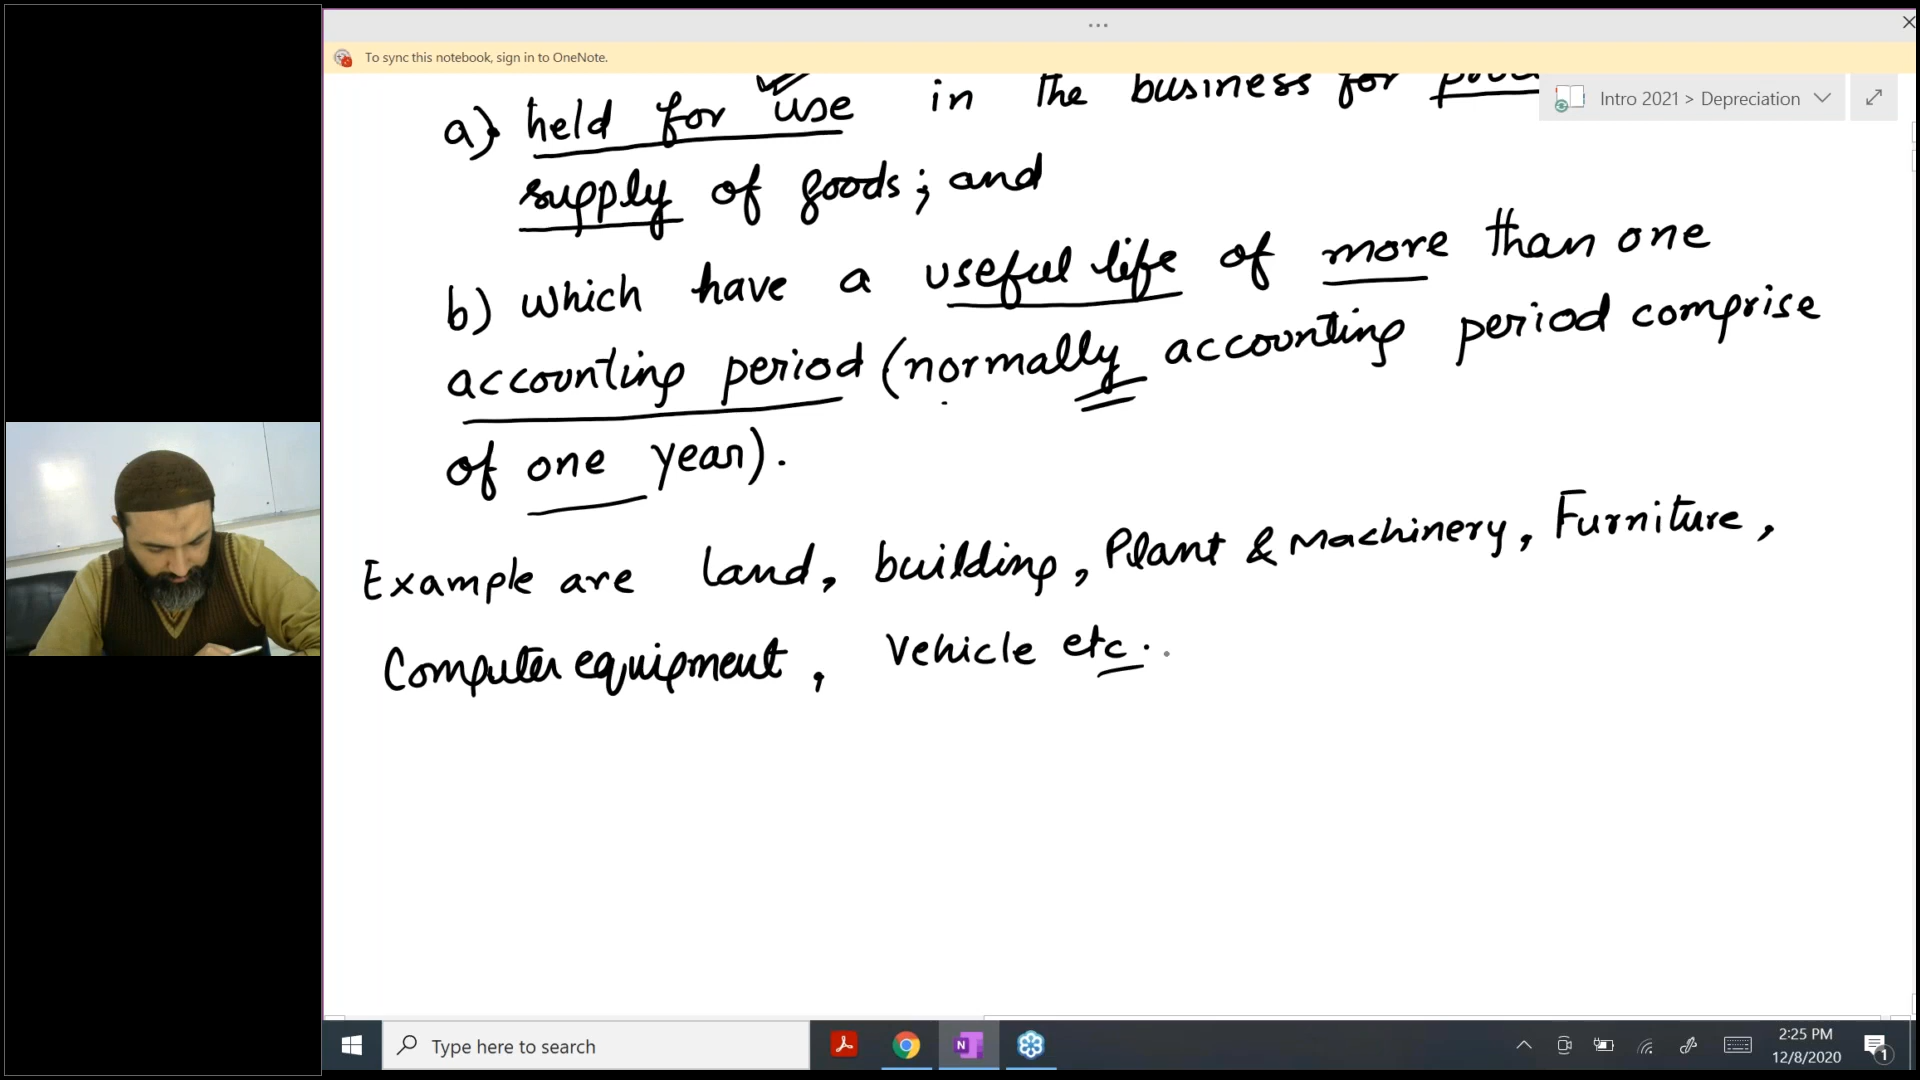 To sync this notebook, sign in to OneNote.
Intro 2021 > Depreciation
a) held for use in the business for
supply of goods; and
b) which have a useful life of more than one
accounting period (normally accounting period comprise
of one year).
Example are land, building, Plant & Machinery, Furniture,
Computer equipment, Vehicle etc.
Type here to search
N
2:25 PM
12/8/2020
1